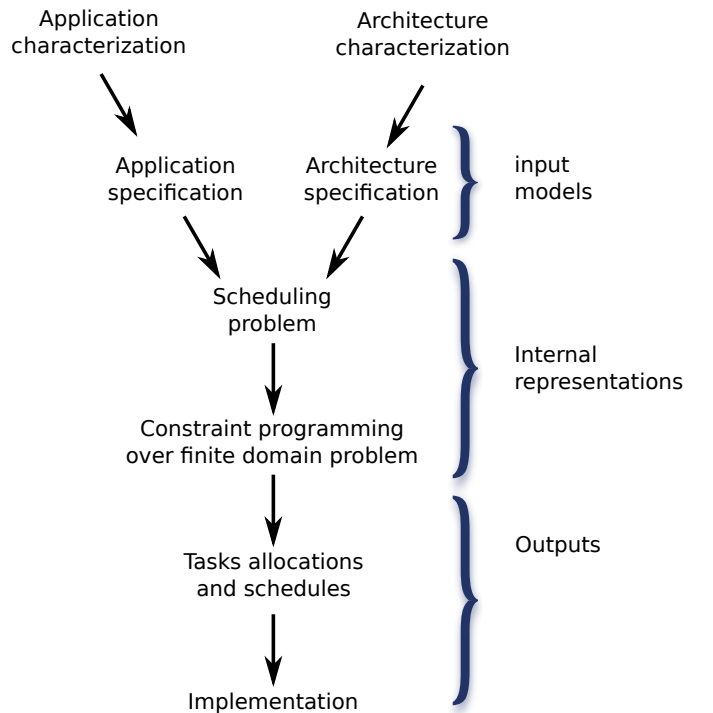 Application
characterization
Architecture
characterization
Application
specification
Architecture
specification
input
models
Scheduling
problem
Internal
representations
Constraint programming
over finite domain problem
Outputs
Tasks allocations
and schedules
Implementation